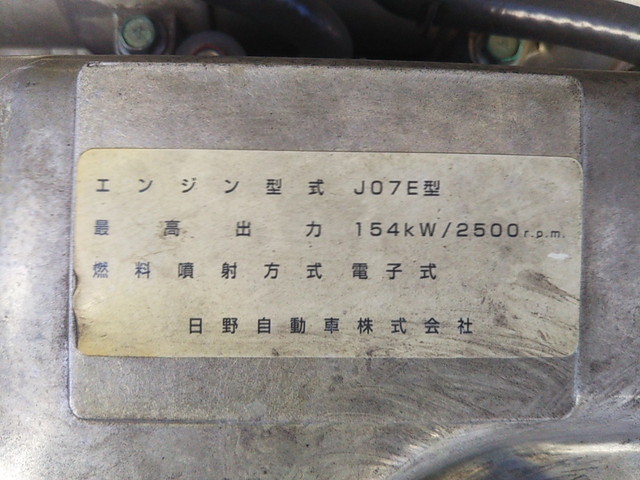 エンジン型式 J07E型
最高出力 154kW/2500r.p.m.
燃料噴射方式 電子式
日野自動車株式会社